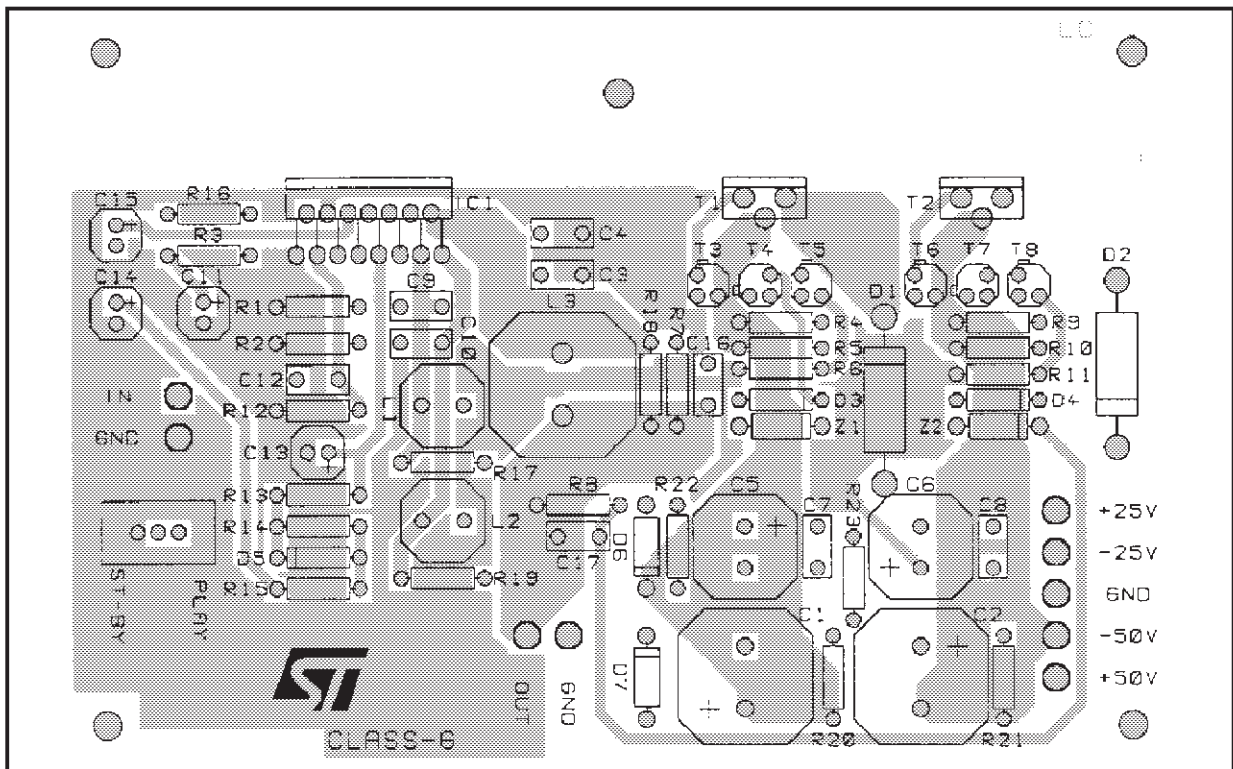 LC
C15
R16
IC1
T1
T2
R3
C4
T3
T4
T5
T6
T7
T8
D2
C14
C3
C9
L3
D1
R1
R18
R7
R4
R9
R2
C10
C16
R5
R10
R6
R11
C12
IN
R12
D3
D4
GND
Z1
Z2
C13
R17
R13
R8
R22
C5
C7
R23
C6
C8
+25V
R14
L2
-25V
D5
C17
D6
R15
R19
GND
ST-BY
PLAY
C1
C2
-50V
D7
+50V
OUT
GND
ST
CLASS-G
R20
R21